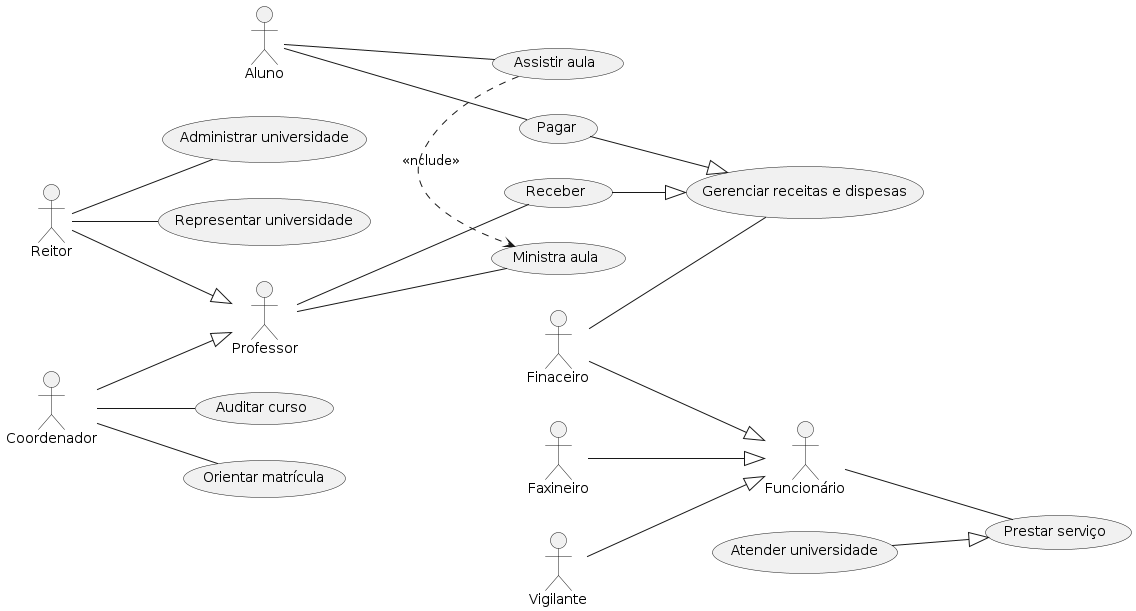 Aluno
Assistir aula
Pagar
Administrar universidade
«nclude»
Receber
Gerenciar receitas e dispesas
Representar universidade
Reitor
Ministra aula
Professor
Finaceiro
Auditar curso
Coordenador
Orientar matrícula
Faxineiro
Funcionário
Prestar serviço
Atender universidade
Vigilante